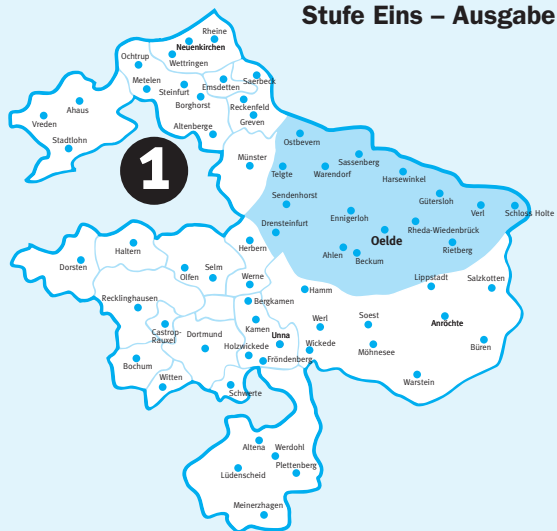 Stufe Eins – Ausgabe
Rheine
Neuenkirchen
Ochtrup
Wettringen
Metelen
Steinfurt
Emsdetten
Saerbeck
Borghorst
Reckenfeld
Ahaus
Greven
Vreden
Altenberge
Stadtlohn
1
Münster
Ostbevern
Sassenberg
Telgte
Warendorf
Harsewinkel
Sendenhorst
Gütersloh
Ennigerloh
Verl
Schloss Holte
Drensteinfurt
Rheda-Wiedenbrück
Oelde
Rietberg
Ahlen
Beckum
Herbern
Haltern
Dorsten
Olfen
Selm
Werne
Hamm
Lippstadt
Salzkotten
Recklinghausen
Bergkamen
Castrop-
Rauxel
Dortmund
Kamen
Unna
Werl
Soest
Anröchte
Holzwickede
Wickede
Möhnesee
Büren
Bochum
Fröndenberg
Witten
Schwerte
Warstein
Altena
Werdohl
Plettenberg
Lüdenscheid
Meinerzhagen